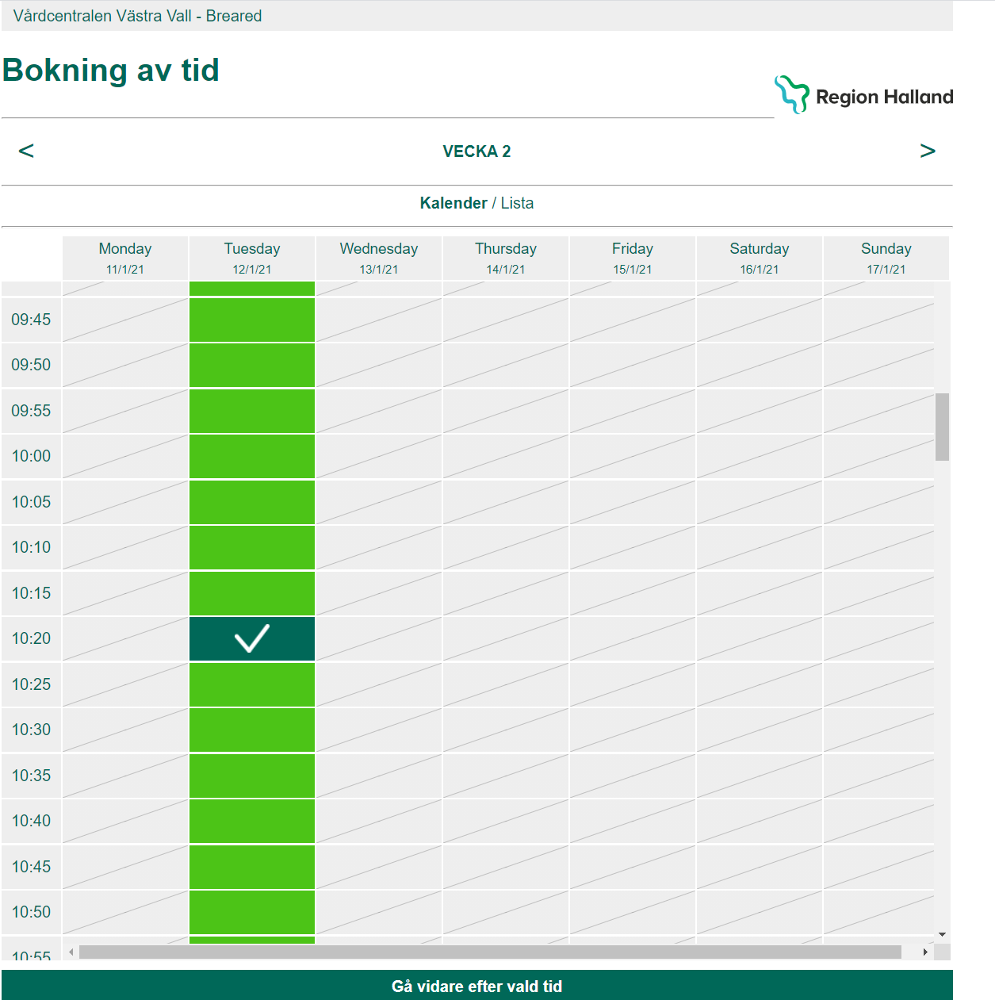 Vårdcentralen Västra Vall - Breared
Bokning av tid
Region Halland
< VECKA 2 >
Kalender / Lista
Monday Tuesday Wednesday Thursday Friday Saturday Sunday
11/1/21 12/1/21 13/1/21 14/1/21 15/1/21 16/1/21 17/1/21
09:45
09:50
09:55
10:00
10:05
10:10
10:15
10:20
10:25
10:30
10:35
10:40
10:45
10:50
10:55
Gå vidare efter vald tid